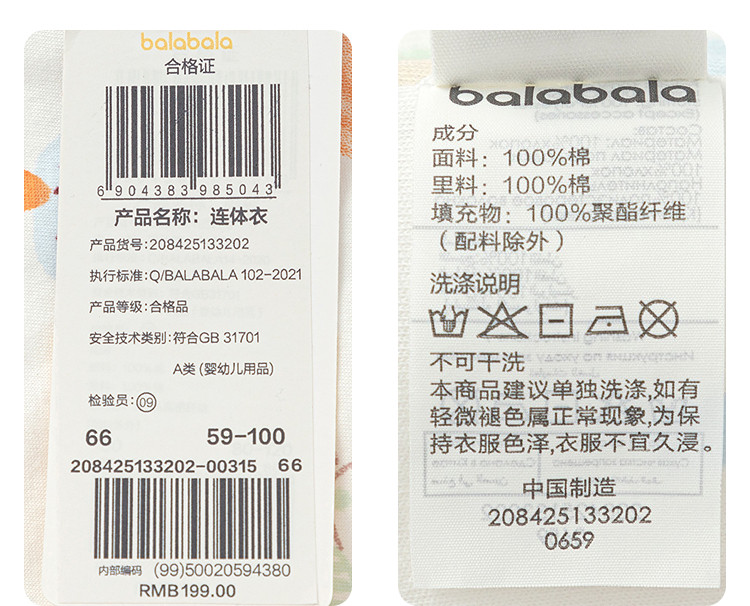 balabala
合格证
6 904383 985043
产品名称：连体衣
产品货号:208425133202
执行标准:Q/BALABALA 102-2021
产品等级:合格品
安全技术类别:符合GB 31701
A类 (婴幼儿用品)
检验员:09
66 59-100
208425133202-00315 66
内部编码 (99)50020594380
RMB199.00
balabala
成分
面料：100%棉
里料：100%棉
填充物：100%聚酯纤维
（配料除外）
洗涤说明
不可干洗
本商品建议单独洗涤,如有
轻微褪色属正常现象,为保
持衣服色泽,衣服不宜久浸。
中国制造
208425133202
0659